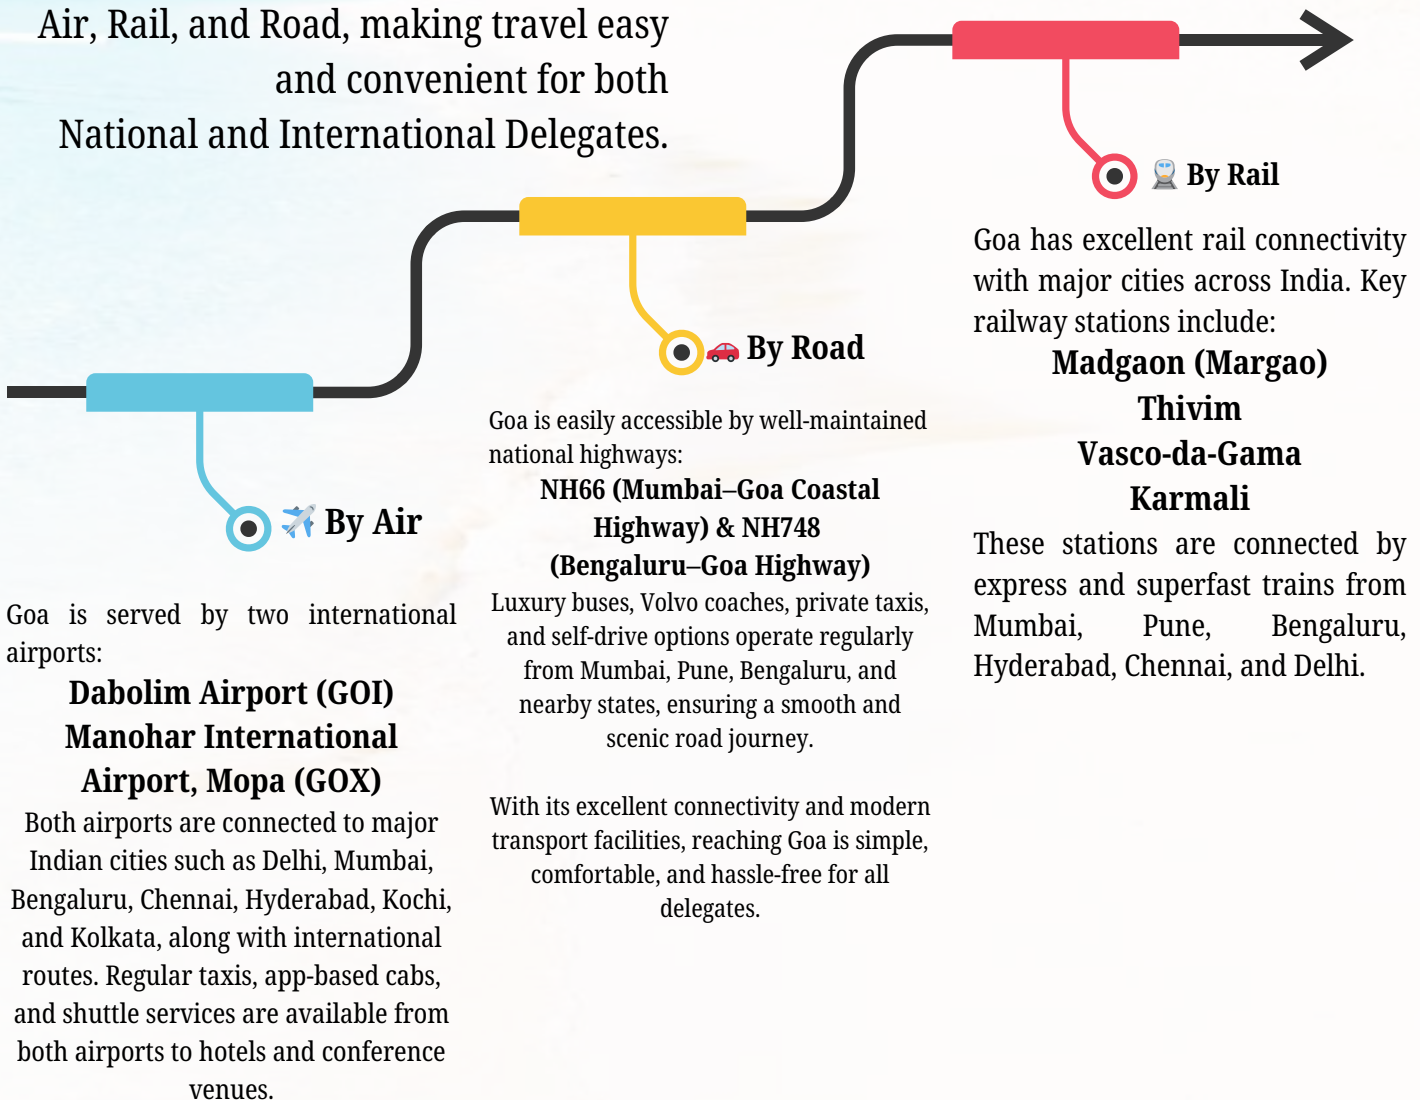 Air, Rail, and Road, making travel easy
and convenient for both
National and International Delegates.
By Air
Goa is served by two international
airports:
Dabolim Airport (GOI)
Manohar International
Airport, Mopa (GOX)
Both airports are connected to major
Indian cities such as Delhi, Mumbai,
Bengaluru, Chennai, Hyderabad, Kochi,
and Kolkata, along with international
routes. Regular taxis, app-based cabs,
and shuttle services are available from
both airports to hotels and conference
venues.
By Road
Goa is easily accessible by well-maintained
national highways:
NH66 (Mumbai–Goa Coastal
Highway) & NH748
(Bengaluru–Goa Highway)
Luxury buses, Volvo coaches, private taxis,
and self-drive options operate regularly
from Mumbai, Pune, Bengaluru, and
nearby states, ensuring a smooth and
scenic road journey.
With its excellent connectivity and modern
transport facilities, reaching Goa is simple,
comfortable, and hassle-free for all
delegates.
By Rail
Goa has excellent rail connectivity
with major cities across India. Key
railway stations include:
Madgaon (Margao)
Thivim
Vasco-da-Gama
Karmali
These stations are connected by
express and superfast trains from
Mumbai, Pune, Bengaluru,
Hyderabad, Chennai, and Delhi.